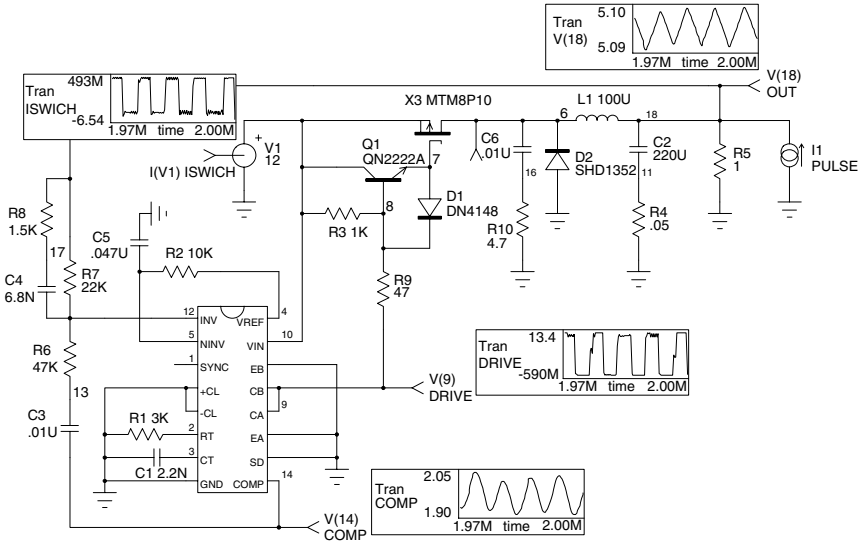 5.10
Tran
V(18)
5.09
1.97M time 2.00M
V(18)
OUT
493M
Tran
ISWICH
-6.54
1.97M time 2.00M
X3 MTM8P10
L1 100U
6
18
V1
12
+
I(V1) ISWICH
Q1
QN2222A
7
8
C6
.01U
16
D2
SHD1352
C2
220U
11
R5
1
I1
PULSE
D1
DN4148
R3 1K
R10
4.7
R4
.05
R8
1.5K
17
C5
.047U
R2 10K
R7
22K
C4
6.8N
R9
47
12
INV
VREF
4
5
NINV
VIN
10
1
SYNC
EB
+CL
CB
-CL
CA
9
2
RT
EA
3
CT
SD
GND
COMP
14
R6
47K
13
C3
.01U
R1 3K
C1 2.2N
V(9)
DRIVE
13.4
Tran
DRIVE
-590M
1.97M time 2.00M
2.05
Tran
COMP
1.90
1.97M time 2.00M
V(14)
COMP